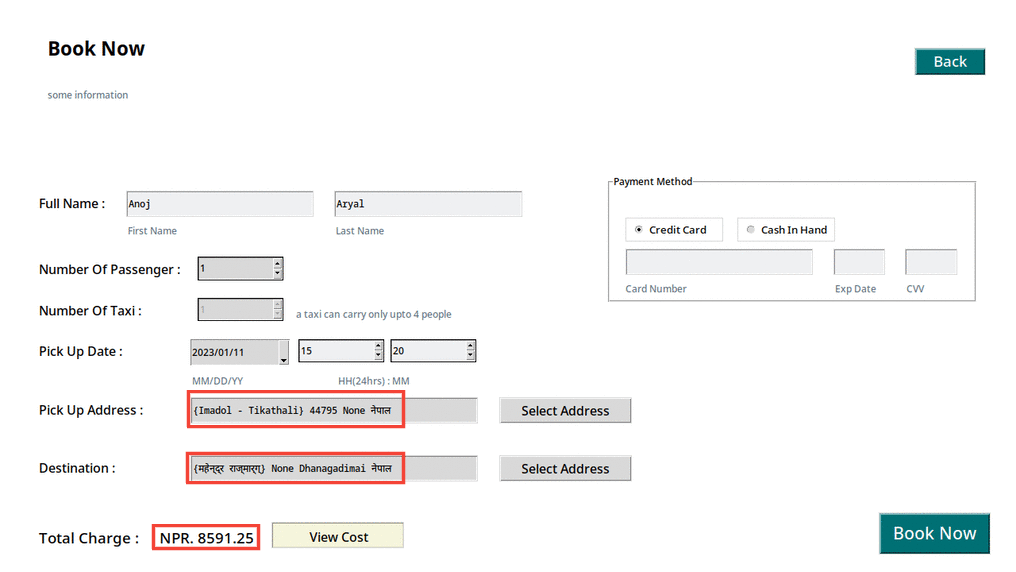 Book Now
Back
some information
Full Name : Anoj Aryal
First Name Last Name
Payment Method
Credit Card Cash In Hand
Card Number Exp Date CVV
Number Of Passenger : 1
Number Of Taxi : 1 a taxi can carry only upto 4 people
Pick Up Date : 2023/01/11 15 20
MM/DD/YY HH(24hrs) : MM
Pick Up Address : {Imadol - Tikathali} 44795 None नेपाल Select Address
Destination : {महेन्द्र राज्मार्ग} None Dhanagadimai नेपाल Select Address
Total Charge : NPR. 8591.25 View Cost
Book Now